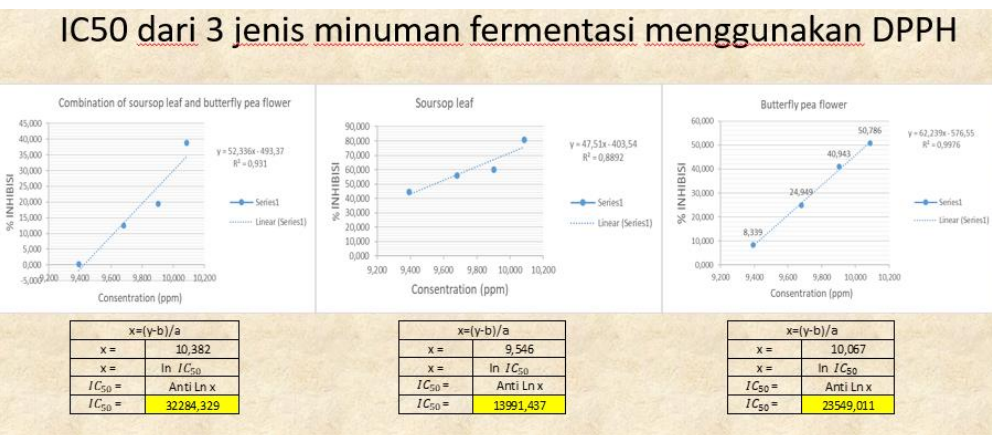 IC50 dari 3 jenis minuman fermentasi menggunakan DPPH
Combination of soursop leaf and butterfly pea flower
45,000
40,000
35,000
30,000
25,000
20,000
15,000
10,000
5,000
0,000
-5,000
% INHIBISI
9,200 9,400 9,600 9,800 10,000 10,200
Consentration (ppm)
y = 52,336x - 493,37
R² = 0,931
Series1
Linear (Series1)
Soursop leaf
90,000
80,000
70,000
60,000
50,000
40,000
30,000
20,000
10,000
0,000
% INHIBISI
9,200 9,400 9,600 9,800 10,000 10,200
Consentration (ppm)
y = 47,51x - 403,54
R² = 0,8892
Series1
Linear (Series1)
Butterfly pea flower
60,000
50,000
40,000
30,000
20,000
10,000
0,000
% INHIBISI
8,339
24,949
40,943
50,786
9,200 9,400 9,600 9,800 10,000 10,200
Consentration (ppm)
y = 62,239x - 576,55
R² = 0,9976
Series1
Linear (Series1)
x=(y-b)/a
x = 10,382
x = ln IC₅₀
IC₅₀ = Anti Ln x
IC₅₀ = 32284,329
x=(y-b)/a
x = 9,546
x = ln IC₅₀
IC₅₀ = Anti Ln x
IC₅₀ = 13991,437
x=(y-b)/a
x = 10,067
x = ln IC₅₀
IC₅₀ = Anti Ln x
IC₅₀ = 23549,011